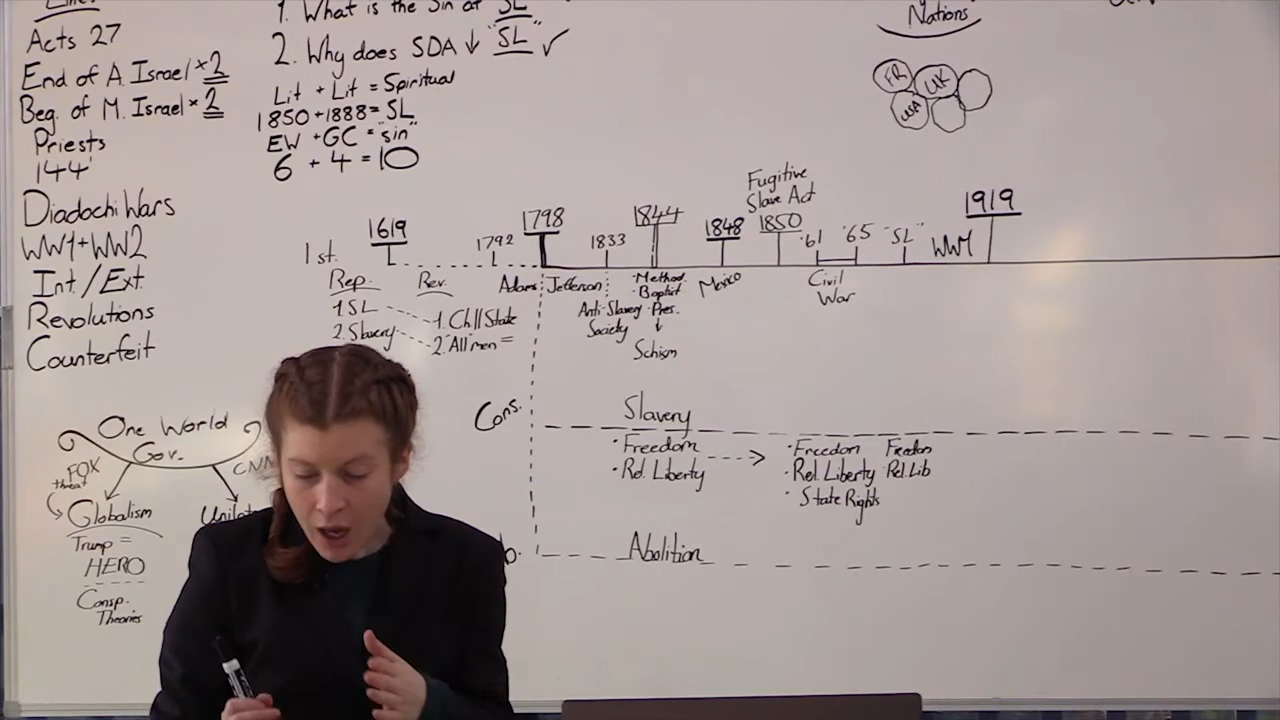 Acts 27
End of A. Israel x 2
Beg. of M. Israel x 2
Priests
144'
Diadochi Wars
WW1+WW2
Int./Ext.
Revolutions
Counterfeit
1. What is the Sin at SL
2. Why does SDA ↓ "SL" ✓
Lit + Lit = Spiritual
1850+1888= SL
EW + GC = "sin"
6 + 4 = 10
Nations
FR
UK
USA
1st.
1619
1792
1798
1833
1844
1848
Fugitive
Slave Act
1850
'61
'65
"SL"
WW1
1919
Rep.
1. SL
2. Slavery
Rev.
1. Ch.||State
2. "All" men =
Adams
Jefferson
Anti-Slavery
Society
· Method.
· Baptist
· Pres.
↓
Schism
Mexico
Civil
War
Cons.
Slavery
· Freedom
· Rel. Liberty
· Freedom
· Rel. Liberty
· State Rights
Freedom
Rel. Lib
Abolition
One World
Gov.
FOX
threat
CNN
Globalism
Trump =
HERO
Consp.
Theories